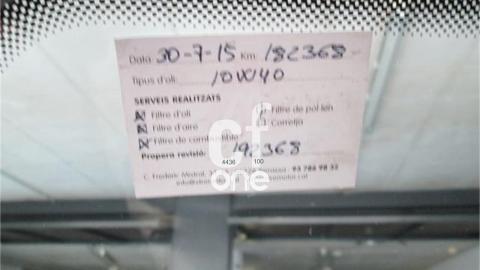 Data 30-7-15 Km. 182368
Tipus d'oli: 10W40
SERVEIS REALITZATS
Filtre d'oli
Filtre de pol·len
Filtre d'aire
Corretja
Filtre de combustible
Propera revisió: 192368
C. Frederic Mistral,
93 786 98 33
cf
4436 100
one